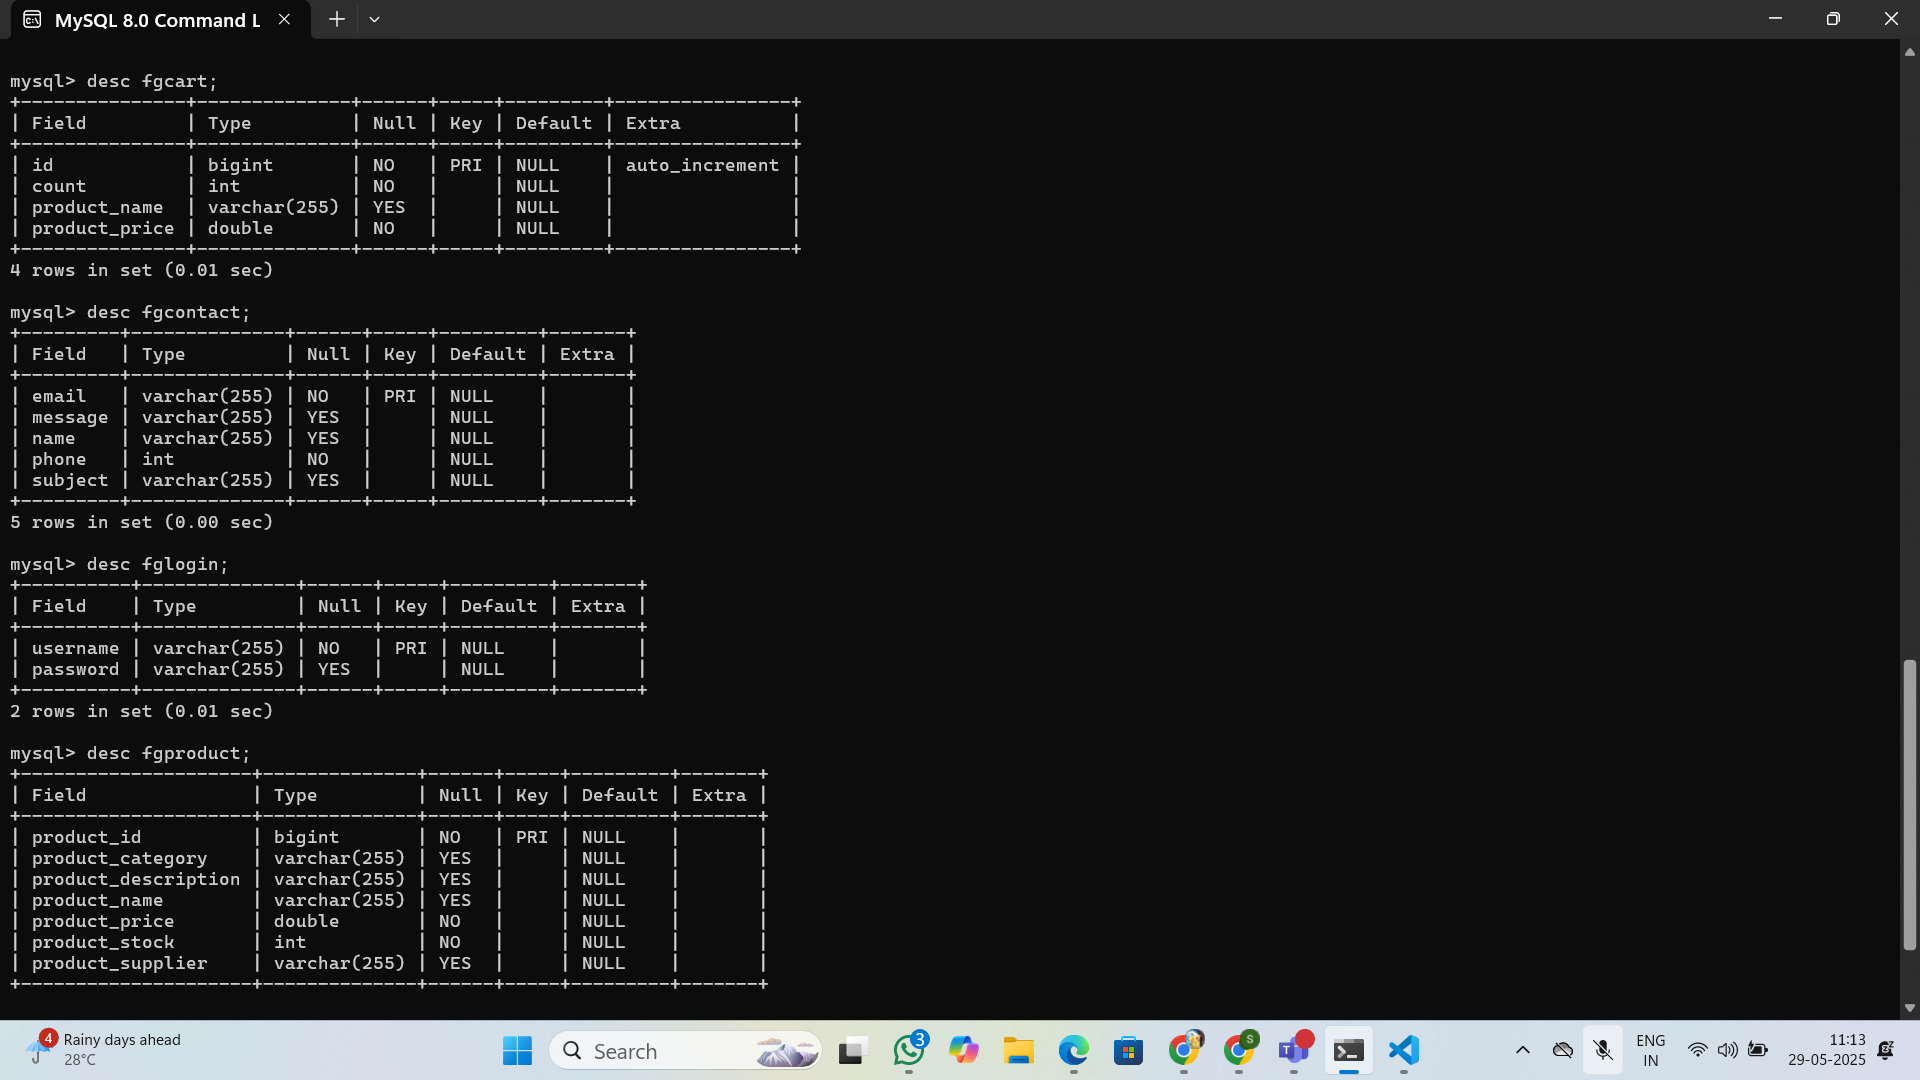 MySQL 8.0 Command L
mysql> desc fgcart;
+---------------+--------------+------+-----+---------+----------------+
| Field         | Type         | Null | Key | Default | Extra          |
+---------------+--------------+------+-----+---------+----------------+
| id            | bigint       | NO   | PRI | NULL    | auto_increment |
| count         | int          | NO   |     | NULL    |                |
| product_name  | varchar(255) | YES  |     | NULL    |                |
| product_price | double       | NO   |     | NULL    |                |
+---------------+--------------+------+-----+---------+----------------+
4 rows in set (0.01 sec)
mysql> desc fgcontact;
+---------+--------------+------+-----+---------+-------+
| Field   | Type         | Null | Key | Default | Extra |
+---------+--------------+------+-----+---------+-------+
| email   | varchar(255) | NO   | PRI | NULL    |       |
| message | varchar(255) | YES  |     | NULL    |       |
| name    | varchar(255) | YES  |     | NULL    |       |
| phone   | int          | NO   |     | NULL    |       |
| subject | varchar(255) | YES  |     | NULL    |       |
+---------+--------------+------+-----+---------+-------+
5 rows in set (0.00 sec)
mysql> desc fglogin;
+----------+--------------+------+-----+---------+-------+
| Field    | Type         | Null | Key | Default | Extra |
+----------+--------------+------+-----+---------+-------+
| username | varchar(255) | NO   | PRI | NULL    |       |
| password | varchar(255) | YES  |     | NULL    |       |
+----------+--------------+------+-----+---------+-------+
2 rows in set (0.01 sec)
mysql> desc fgproduct;
+---------------------+--------------+------+-----+---------+-------+
| Field               | Type         | Null | Key | Default | Extra |
+---------------------+--------------+------+-----+---------+-------+
| product_id          | bigint       | NO   | PRI | NULL    |       |
| product_category    | varchar(255) | YES  |     | NULL    |       |
| product_description | varchar(255) | YES  |     | NULL    |       |
| product_name        | varchar(255) | YES  |     | NULL    |       |
| product_price       | double       | NO   |     | NULL    |       |
| product_stock       | int          | NO   |     | NULL    |       |
| product_supplier    | varchar(255) | YES  |     | NULL    |       |
+---------------------+--------------+------+-----+---------+-------+
4
Rainy days ahead
28°C
Search
3
S
ENG
IN
11:13
29-05-2025